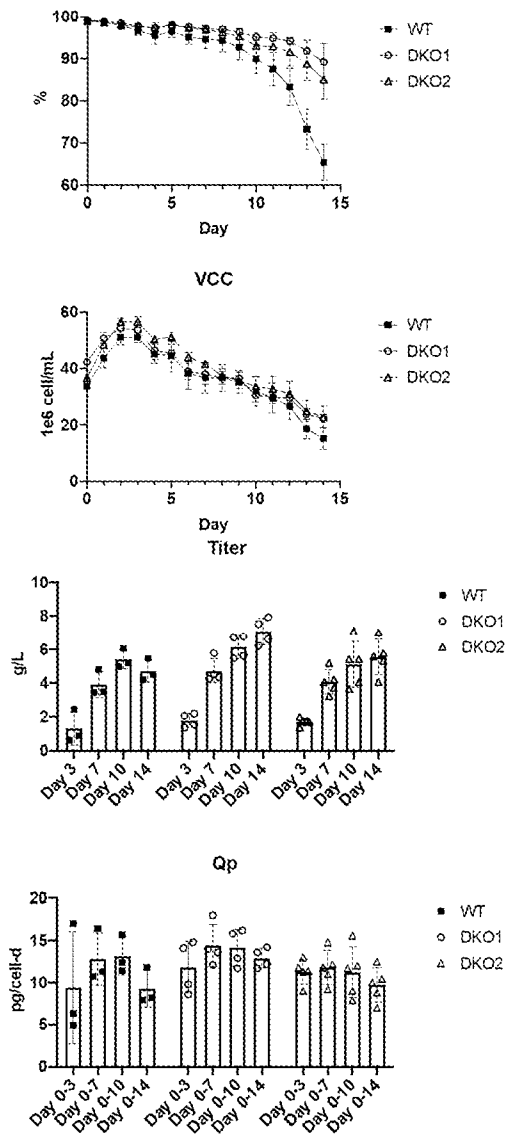 100
90
80
70
60
%
0
5
10
15
Day
WT
DKO1
DKO2
VCC
60
40
20
0
1e6 cell/mL
0
5
10
15
Day
WT
DKO1
DKO2
Titer
10
8
6
4
2
0
g/L
Day 3
Day 7
Day 10
Day 14
Day 3
Day 7
Day 10
Day 14
Day 3
Day 7
Day 10
Day 14
WT
DKO1
DKO2
Qp
20
15
10
5
0
pg/cell-d
Day 0-3
Day 0-7
Day 0-10
Day 0-14
Day 0-3
Day 0-7
Day 0-10
Day 0-14
Day 0-3
Day 0-7
Day 0-10
Day 0-14
WT
DKO1
DKO2